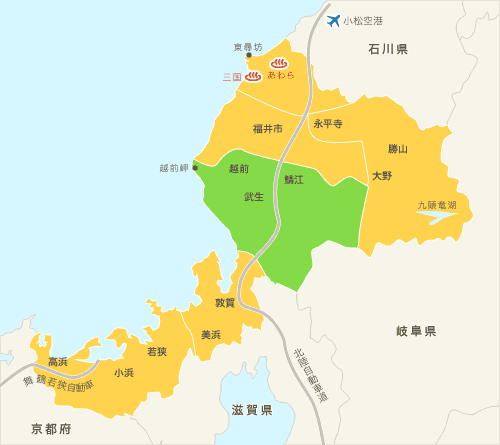 小松空港
石川県
東尋坊
三国
あわら
福井市
永平寺
勝山
越前岬
越前
鯖江
大野
武生
九頭竜湖
敦賀
美浜
岐阜県
若狭
高浜
小浜
舞鶴若狭自動車
北陸自動車道
滋賀県
京都府